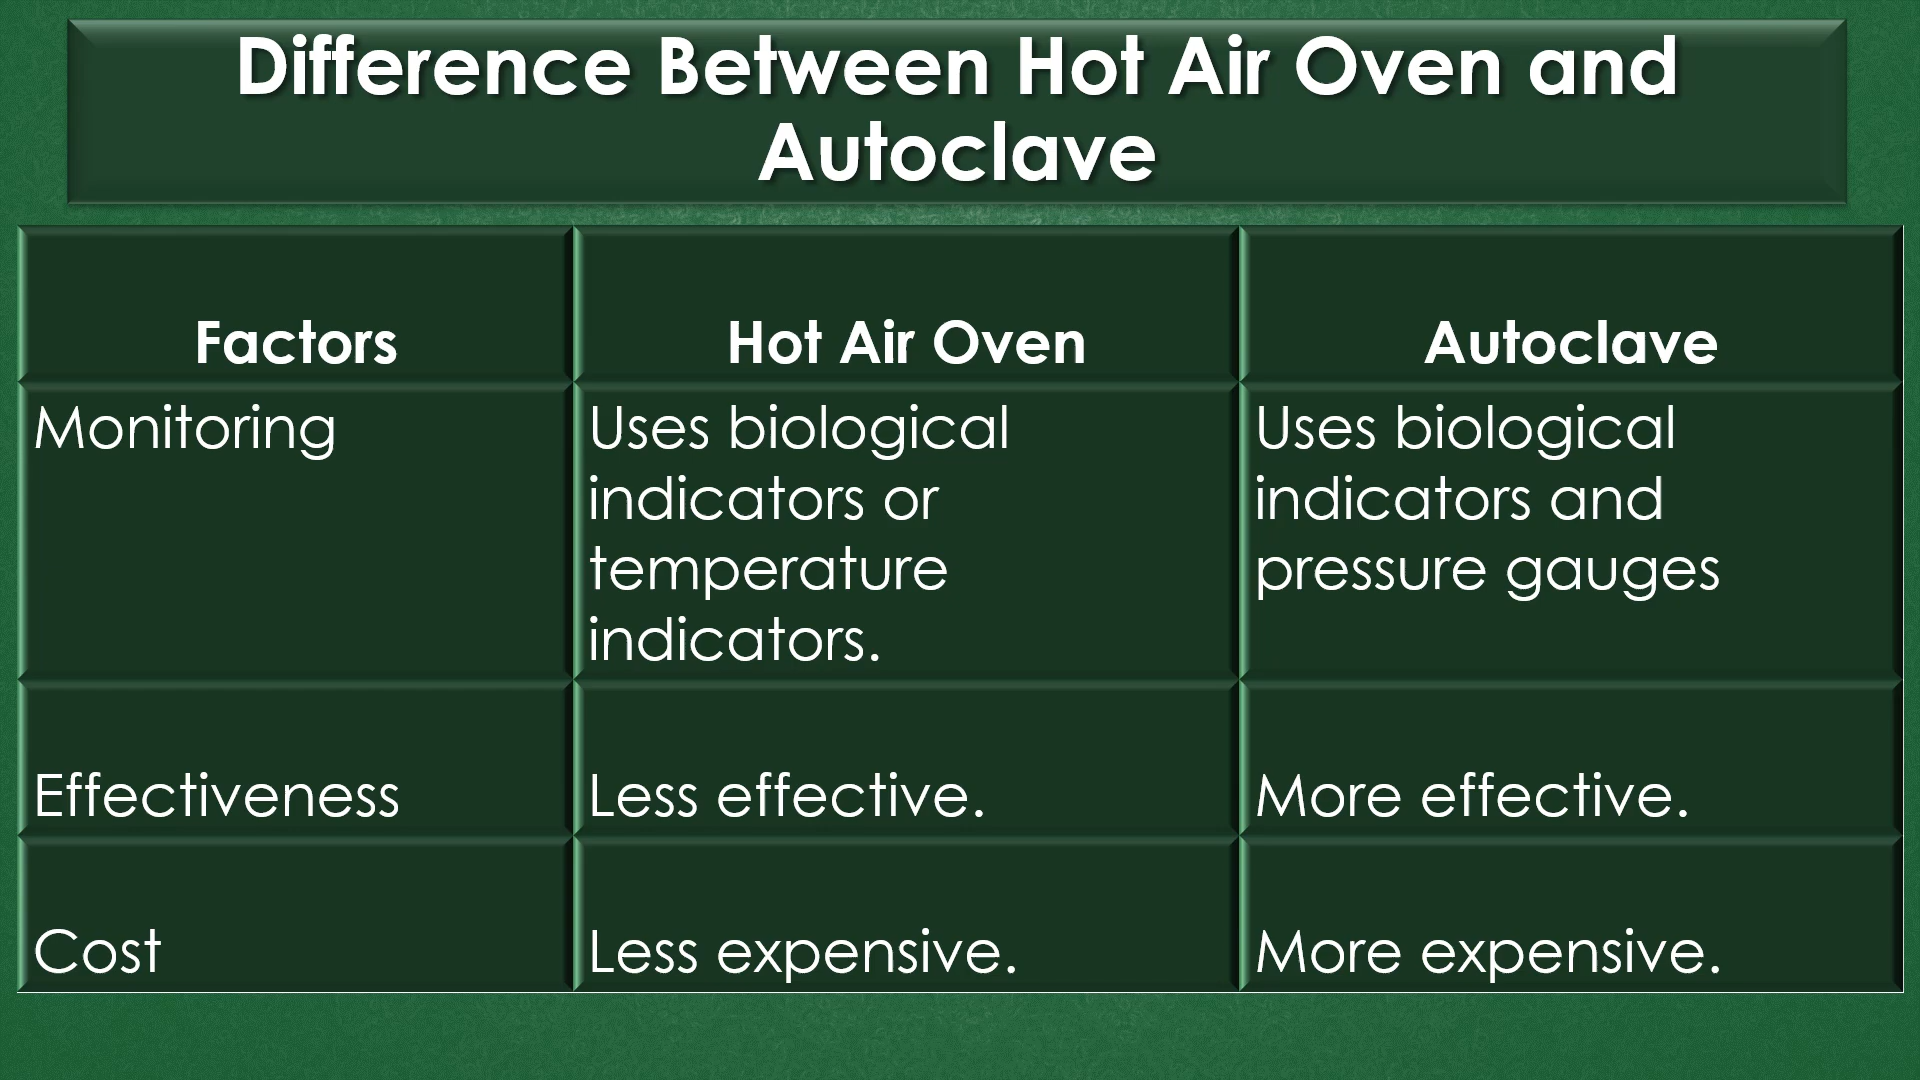 Difference Between Hot Air Oven and
Autoclave
Factors
Hot Air Oven
Autoclave
Monitoring
Uses biological
indicators or
temperature
indicators.
Uses biological
indicators and
pressure gauges
Effectiveness
Less effective.
More effective.
Cost
Less expensive.
More expensive.